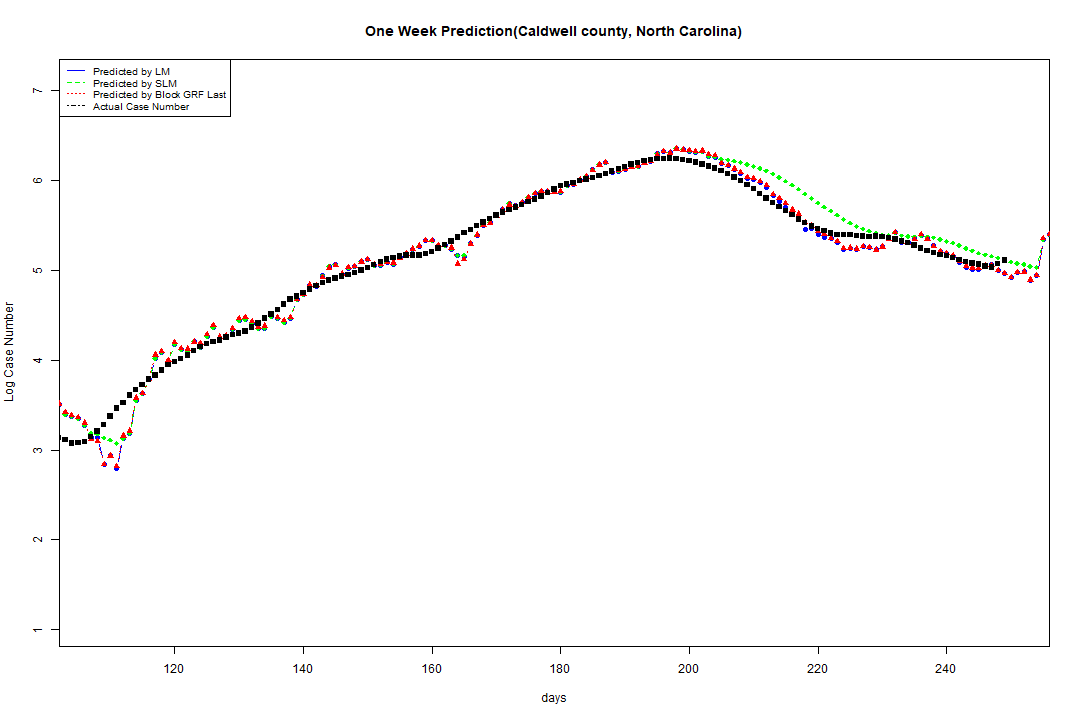 One Week Prediction(Caldwell county, North Carolina)
Predicted by LM
Predicted by SLM
Predicted by Block GRF Last
Actual Case Number
7
6
5
4
3
2
1
Log Case Number
120 140 160 180 200 220 240
days